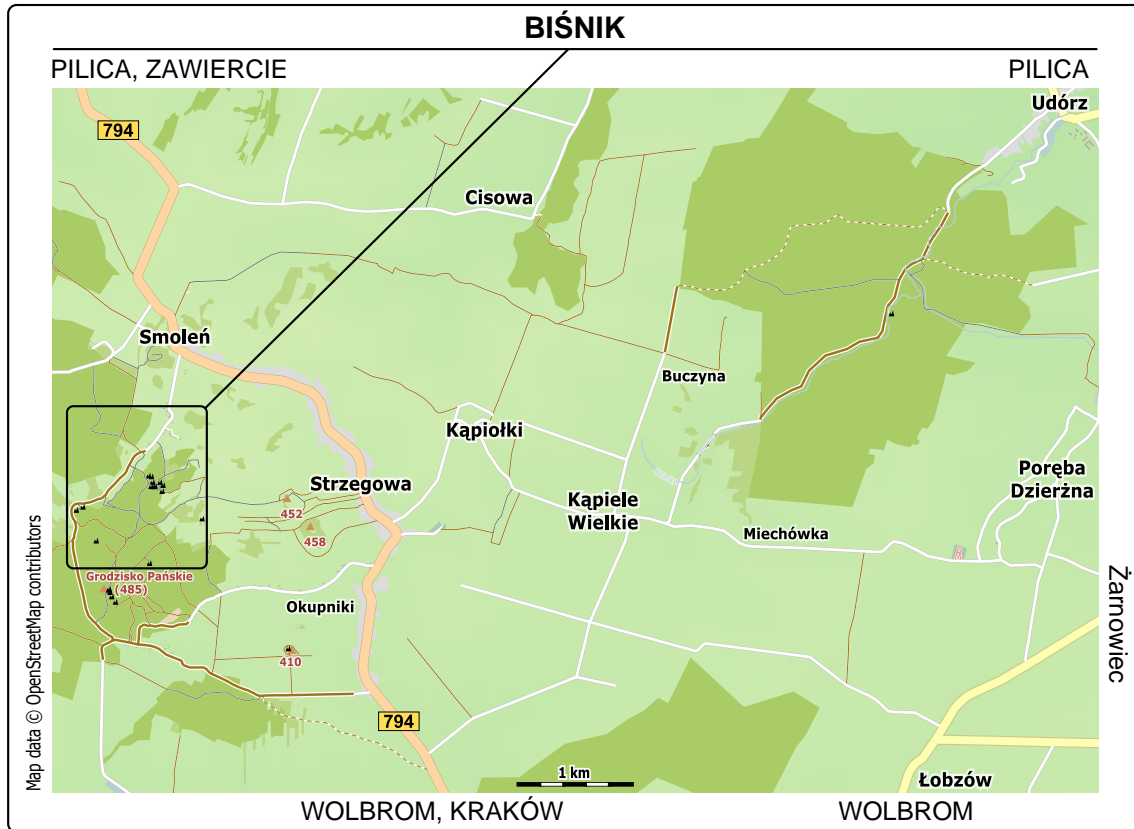 BIŚNIK
PILICA, ZAWIERCIE
PILICA
794
Udórz
Cisowa
Smoleń
Buczyna
Kąpiołki
Strzegowa
452
458
Kąpiele
Wielkie
Poręba
Dzierżna
Miechówka
Grodzisko Pańskie
(485)
Okupniki
410
Żarnowiec
794
1 km
Łobzów
Map data © OpenStreetMap contributors
WOLBROM, KRAKÓW
WOLBROM